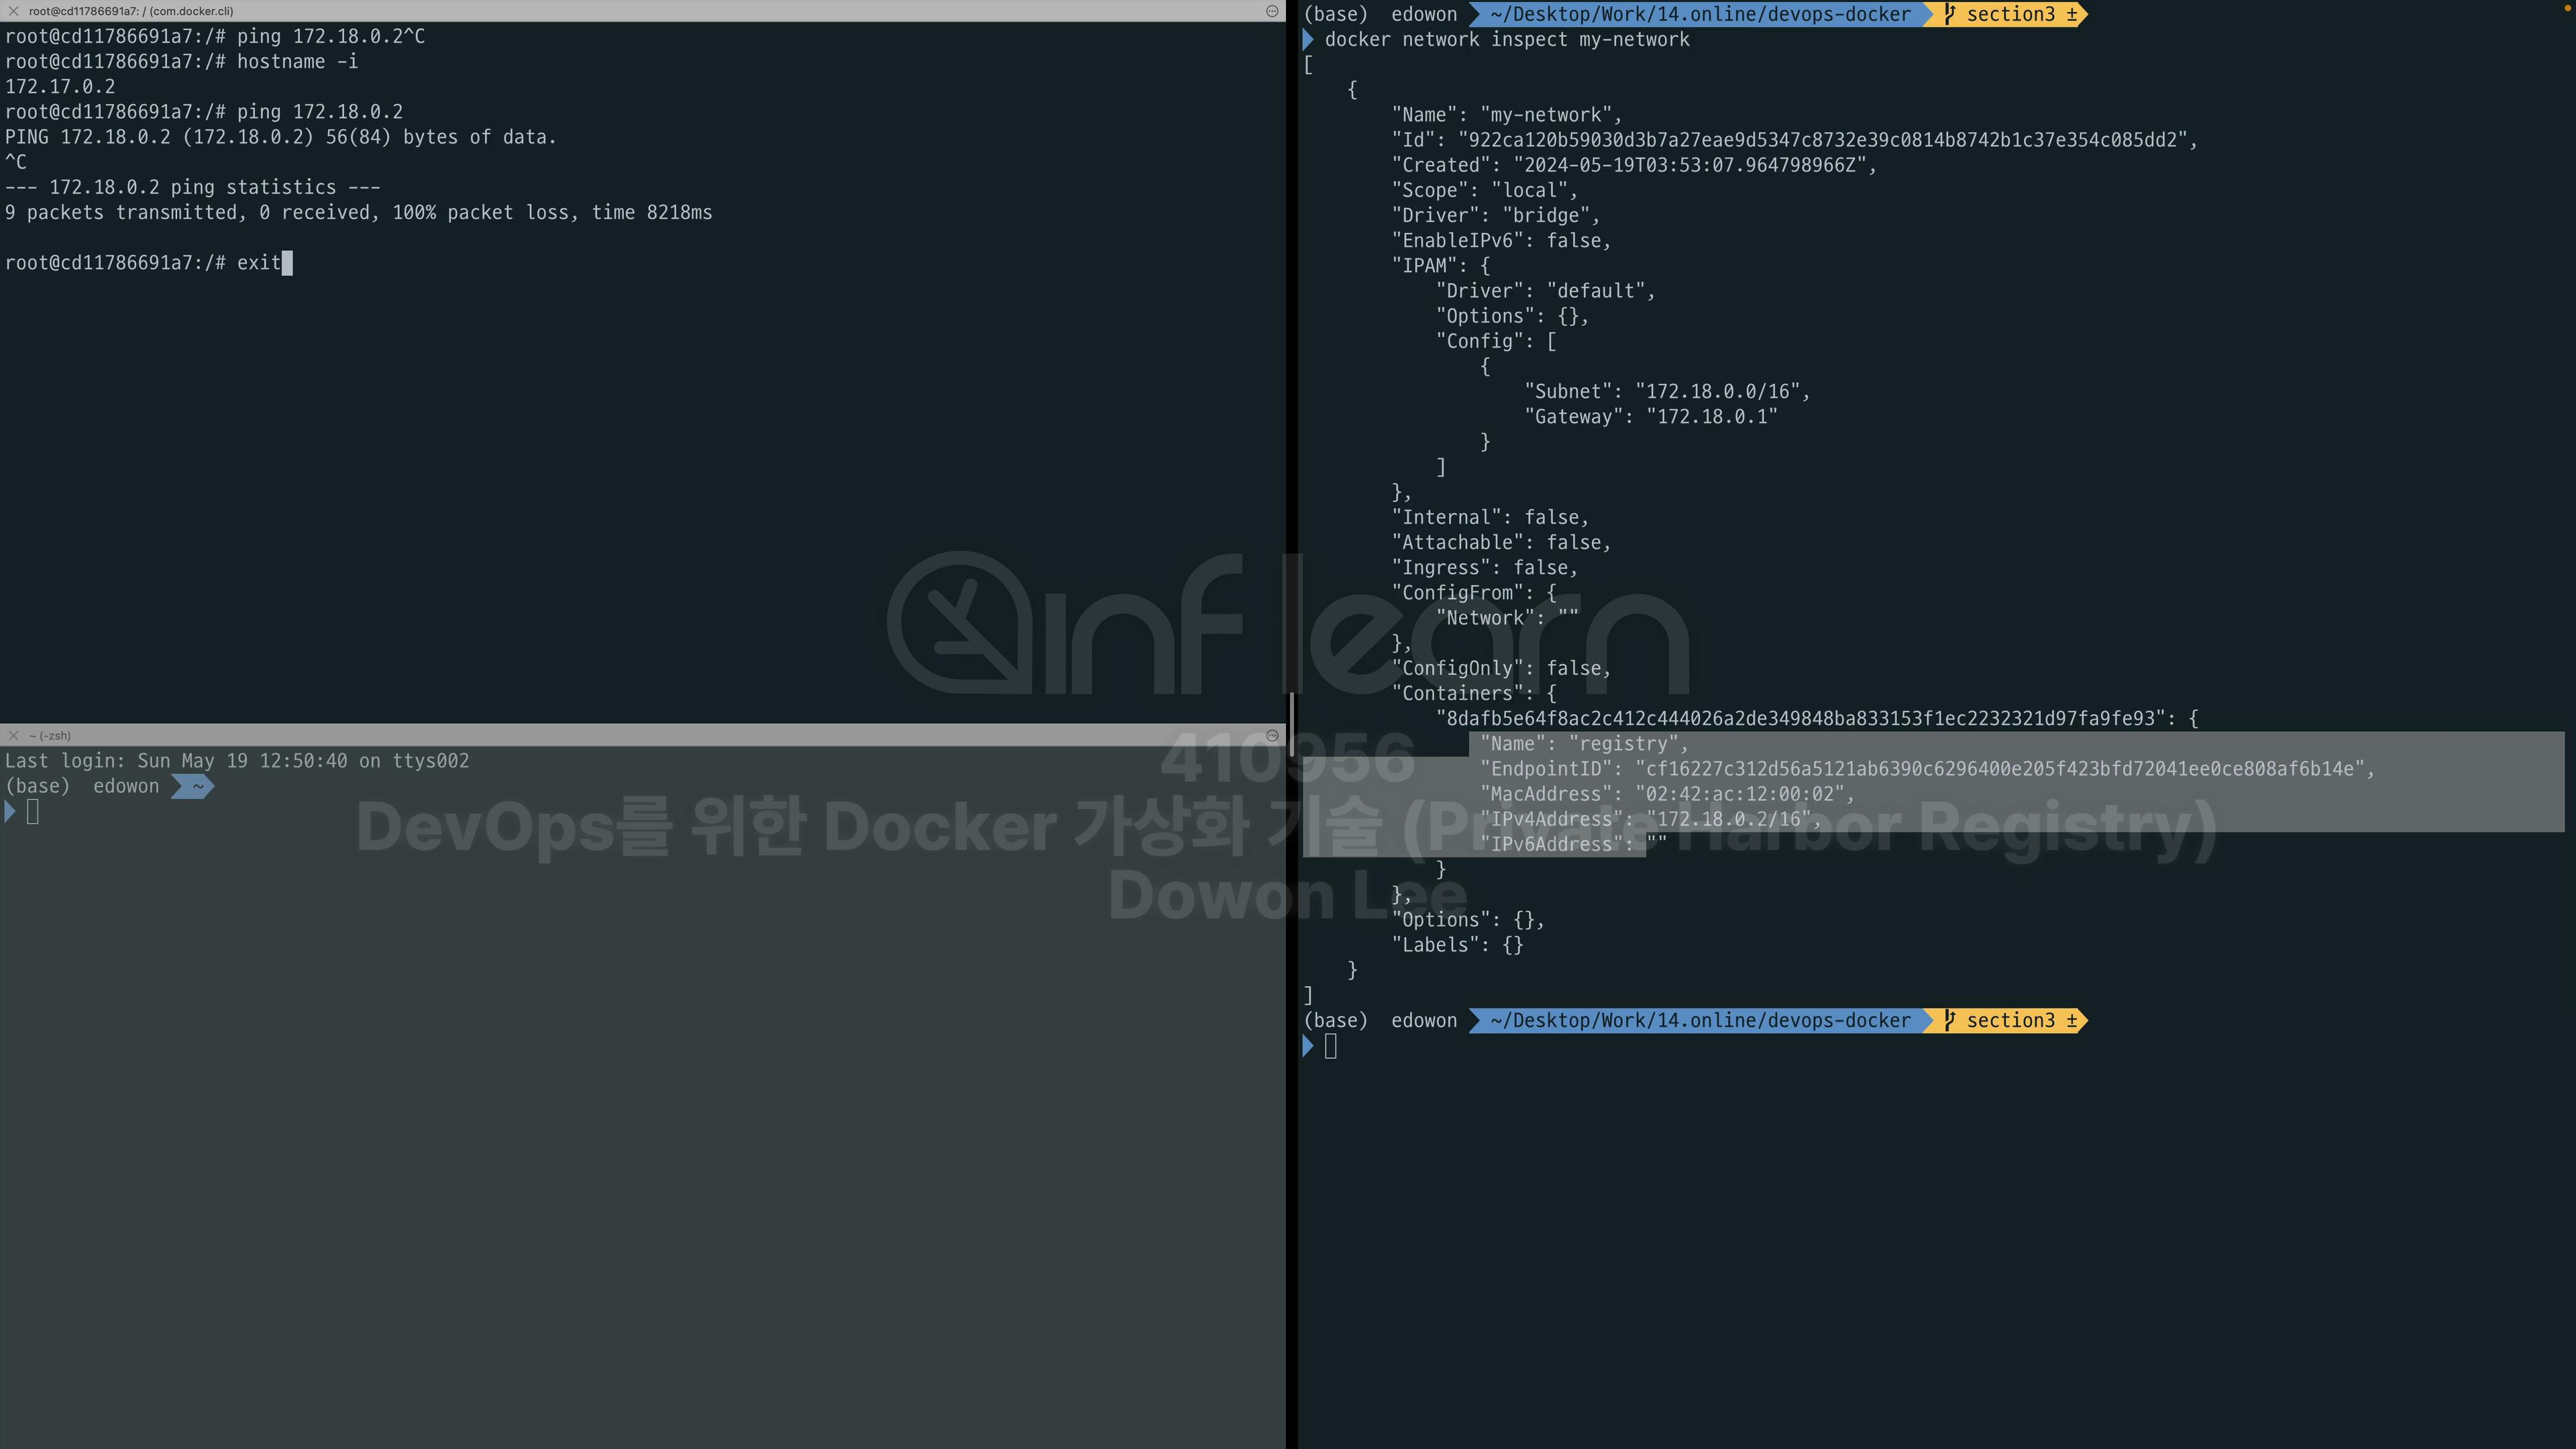 root@cd11786691a7: / (com.docker.cli)
root@cd11786691a7:/# ping 172.18.0.2^C
root@cd11786691a7:/# hostname -i
172.17.0.2
root@cd11786691a7:/# ping 172.18.0.2
PING 172.18.0.2 (172.18.0.2) 56(84) bytes of data.
^C
--- 172.18.0.2 ping statistics ---
9 packets transmitted, 0 received, 100% packet loss, time 8218ms
root@cd11786691a7:/# exit
~ (-zsh)
Last login: Sun May 19 12:50:40 on ttys002
(base) edowon ~
(base) edowon ~/Desktop/Work/14.online/devops-docker section3 ±
docker network inspect my-network
[
    {
        "Name": "my-network",
        "Id": "922ca120b59030d3b7a27eae9d5347c8732e39c0814b8742b1c37e354c085dd2",
        "Created": "2024-05-19T03:53:07.964798966Z",
        "Scope": "local",
        "Driver": "bridge",
        "EnableIPv6": false,
        "IPAM": {
            "Driver": "default",
            "Options": {},
            "Config": [
                {
                    "Subnet": "172.18.0.0/16",
                    "Gateway": "172.18.0.1"
                }
            ]
        },
        "Internal": false,
        "Attachable": false,
        "Ingress": false,
        "ConfigFrom": {
            "Network": ""
        },
        "ConfigOnly": false,
        "Containers": {
            "8dafb5e64f8ac2c412c444026a2de349848ba833153f1ec2232321d97fa9fe93": {
                "Name": "registry",
                "EndpointID": "cf16227c312d56a5121ab6390c6296400e205f423bfd72041ee0ce808af6b14e",
                "MacAddress": "02:42:ac:12:00:02",
                "IPv4Address": "172.18.0.2/16",
                "IPv6Address": ""
            }
        },
        "Options": {},
        "Labels": {}
    }
]
(base) edowon ~/Desktop/Work/14.online/devops-docker section3 ±
inflearn
410956
DevOps를 위한 Docker 가상화 기술 (Private Harbor Registry)
Dowon Lee